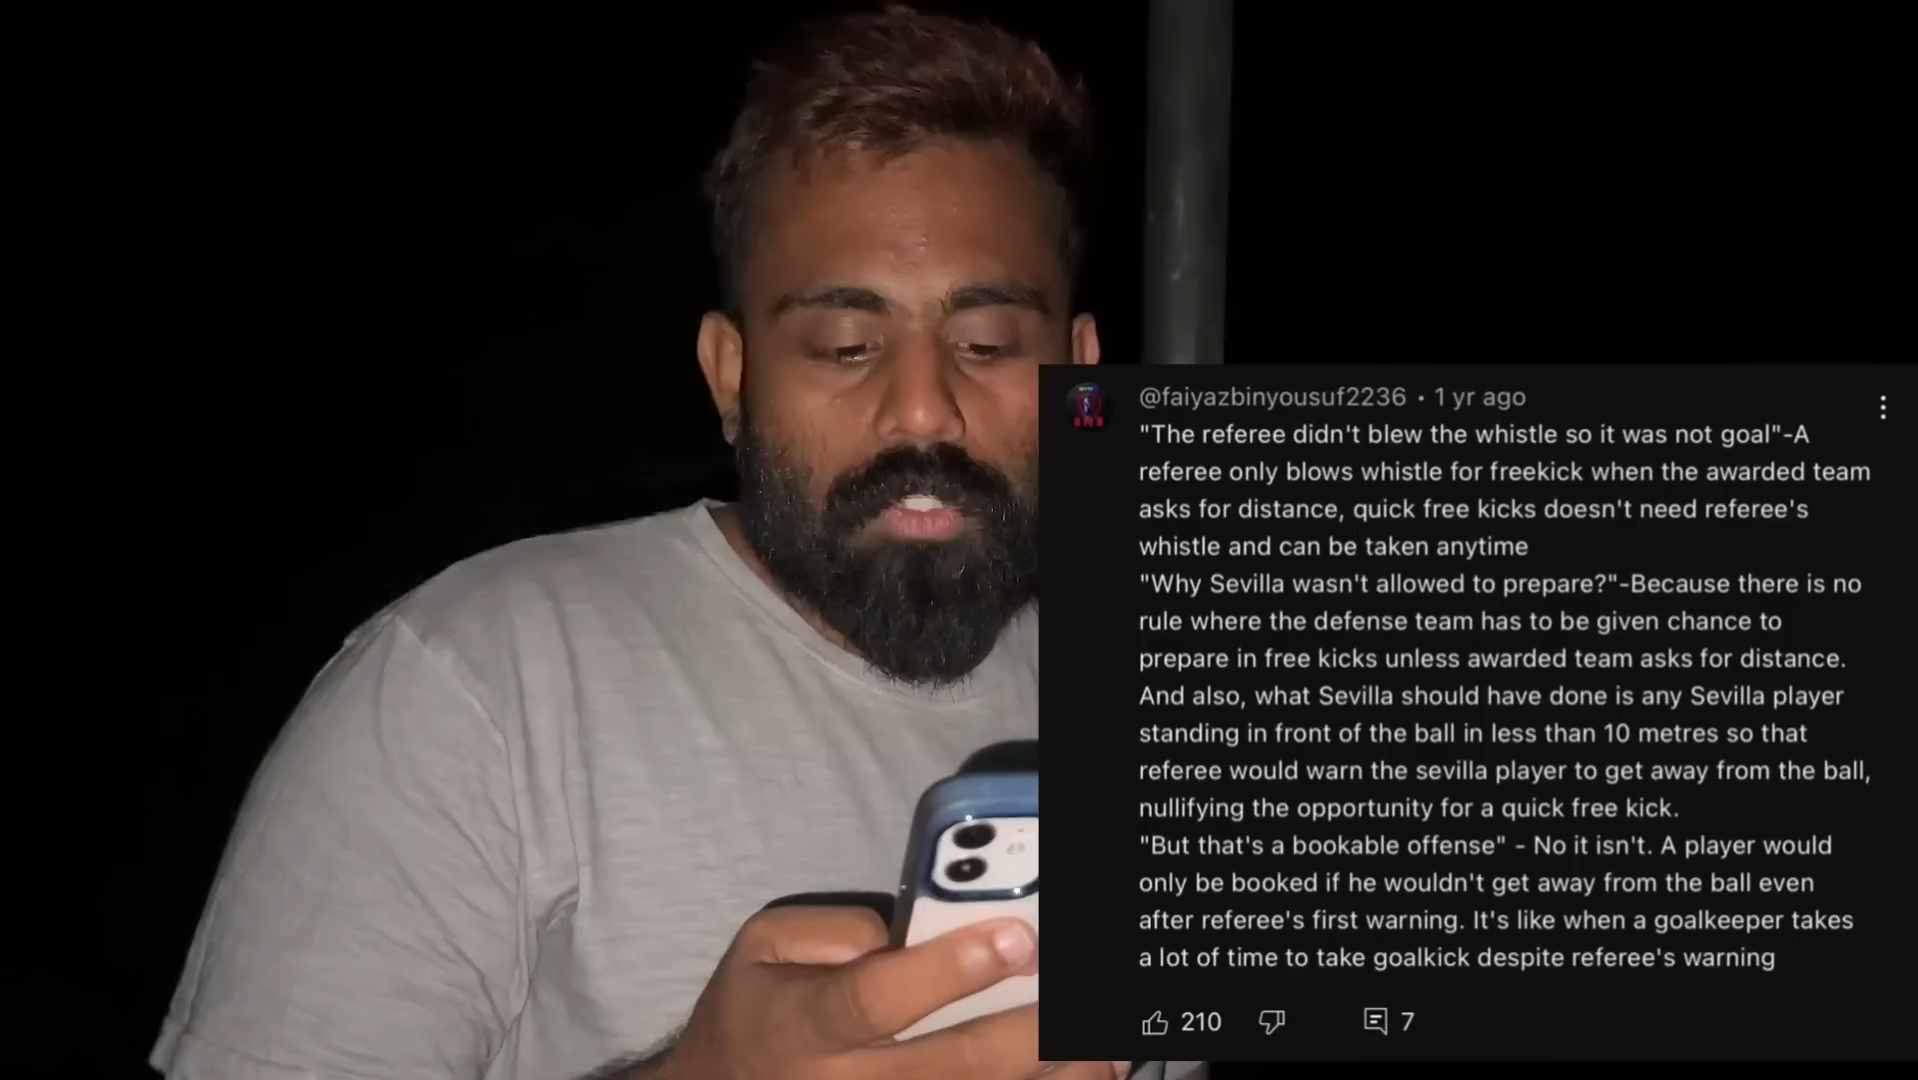 @faiyazbinyousuf2236 • 1 yr ago
"The referee didn't blew the whistle so it was not goal"-A
referee only blows whistle for freekick when the awarded team
asks for distance, quick free kicks doesn't need referee's
whistle and can be taken anytime
"Why Sevilla wasn't allowed to prepare?"-Because there is no
rule where the defense team has to be given chance to
prepare in free kicks unless awarded team asks for distance.
And also, what Sevilla should have done is any Sevilla player
standing in front of the ball in less than 10 metres so that
referee would warn the sevilla player to get away from the ball,
nullifying the opportunity for a quick free kick.
"But that's a bookable offense" - No it isn't. A player would
only be booked if he wouldn't get away from the ball even
after referee's first warning. It's like when a goalkeeper takes
a lot of time to take goalkick despite referee's warning
210 7